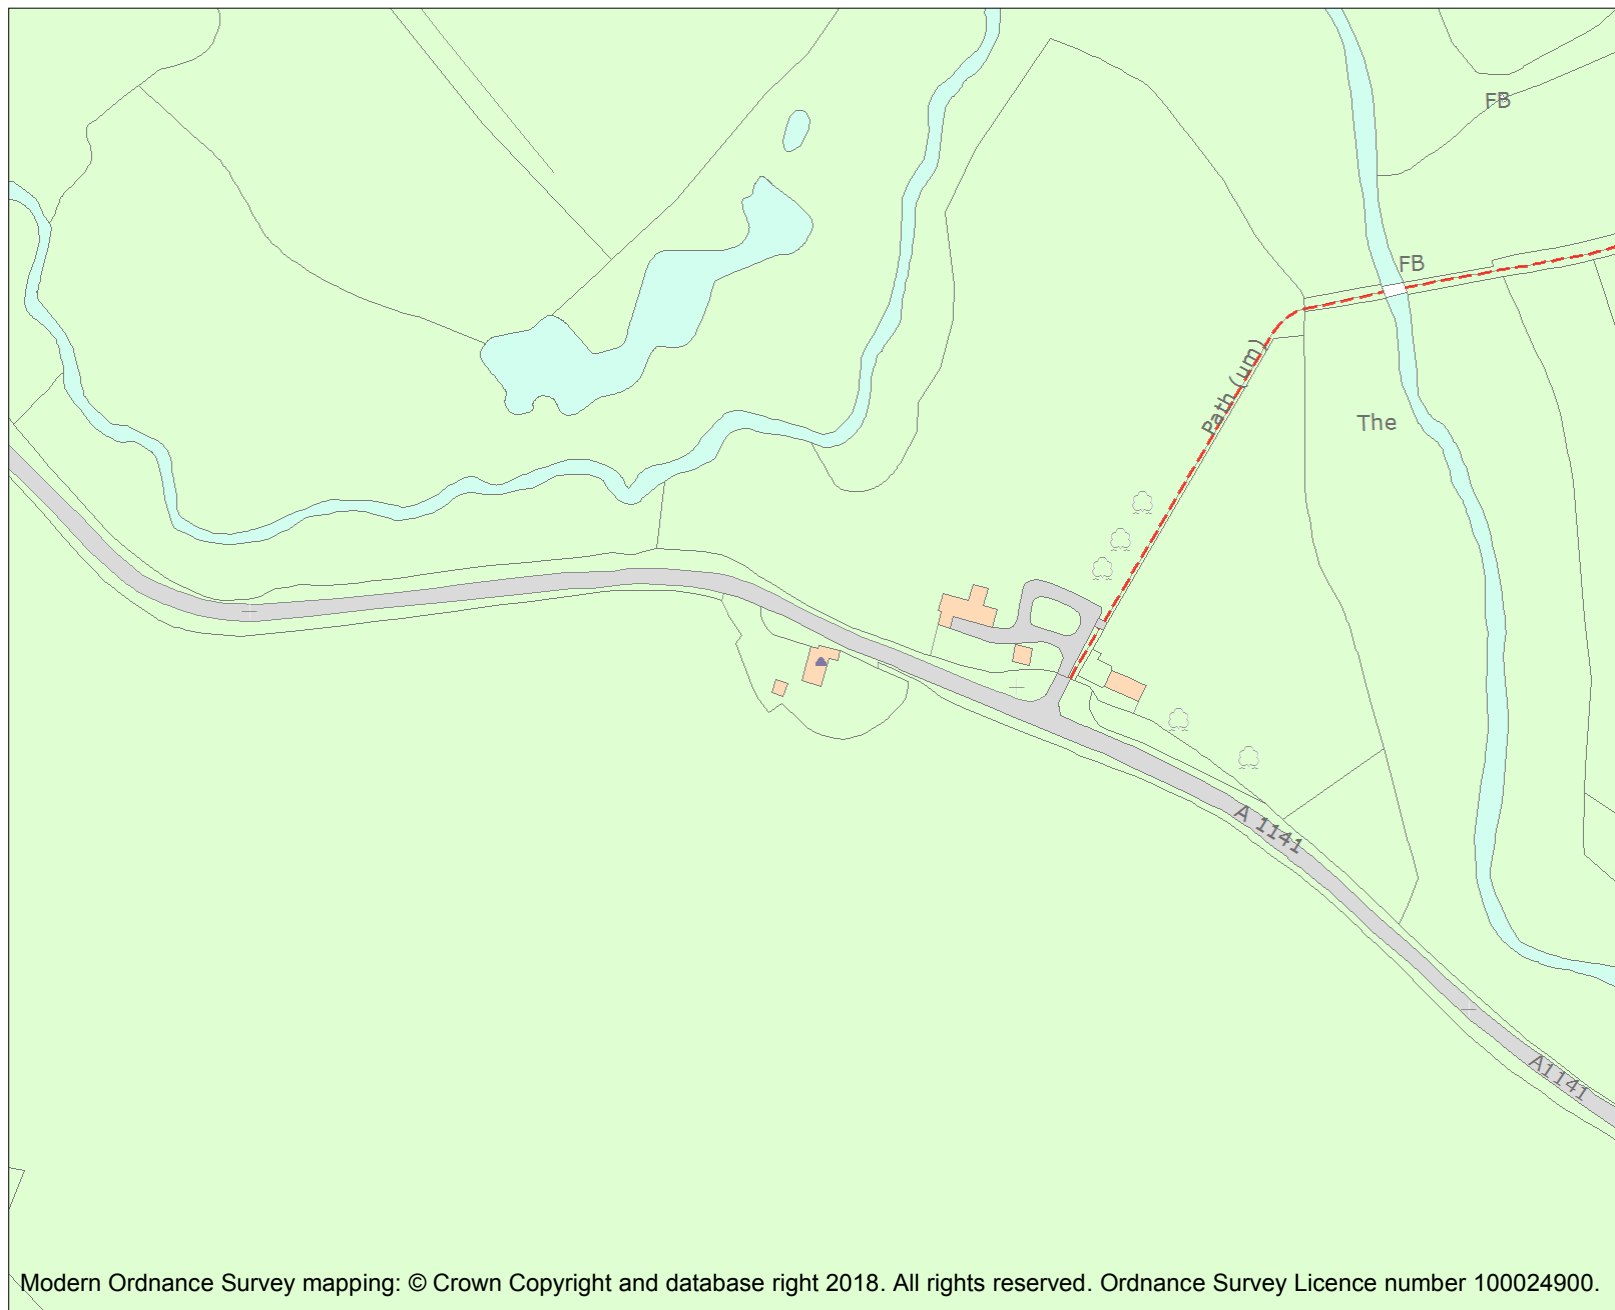 FB
FB
Path (um)
The
A 1141
A1141
Modern Ordnance Survey mapping: © Crown Copyright and database right 2018. All rights reserved. Ordnance Survey Licence number 100024900.